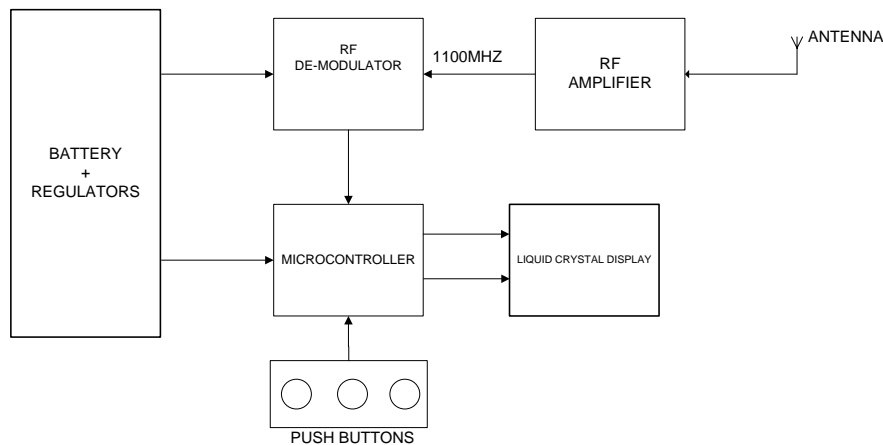 RF
DE-MODULATOR
1100MHZ
RF
AMPLIFIER
ANTENNA
BATTERY
+
REGULATORS
MICROCONTROLLER
LIQUID CRYSTAL DISPLAY
PUSH BUTTONS